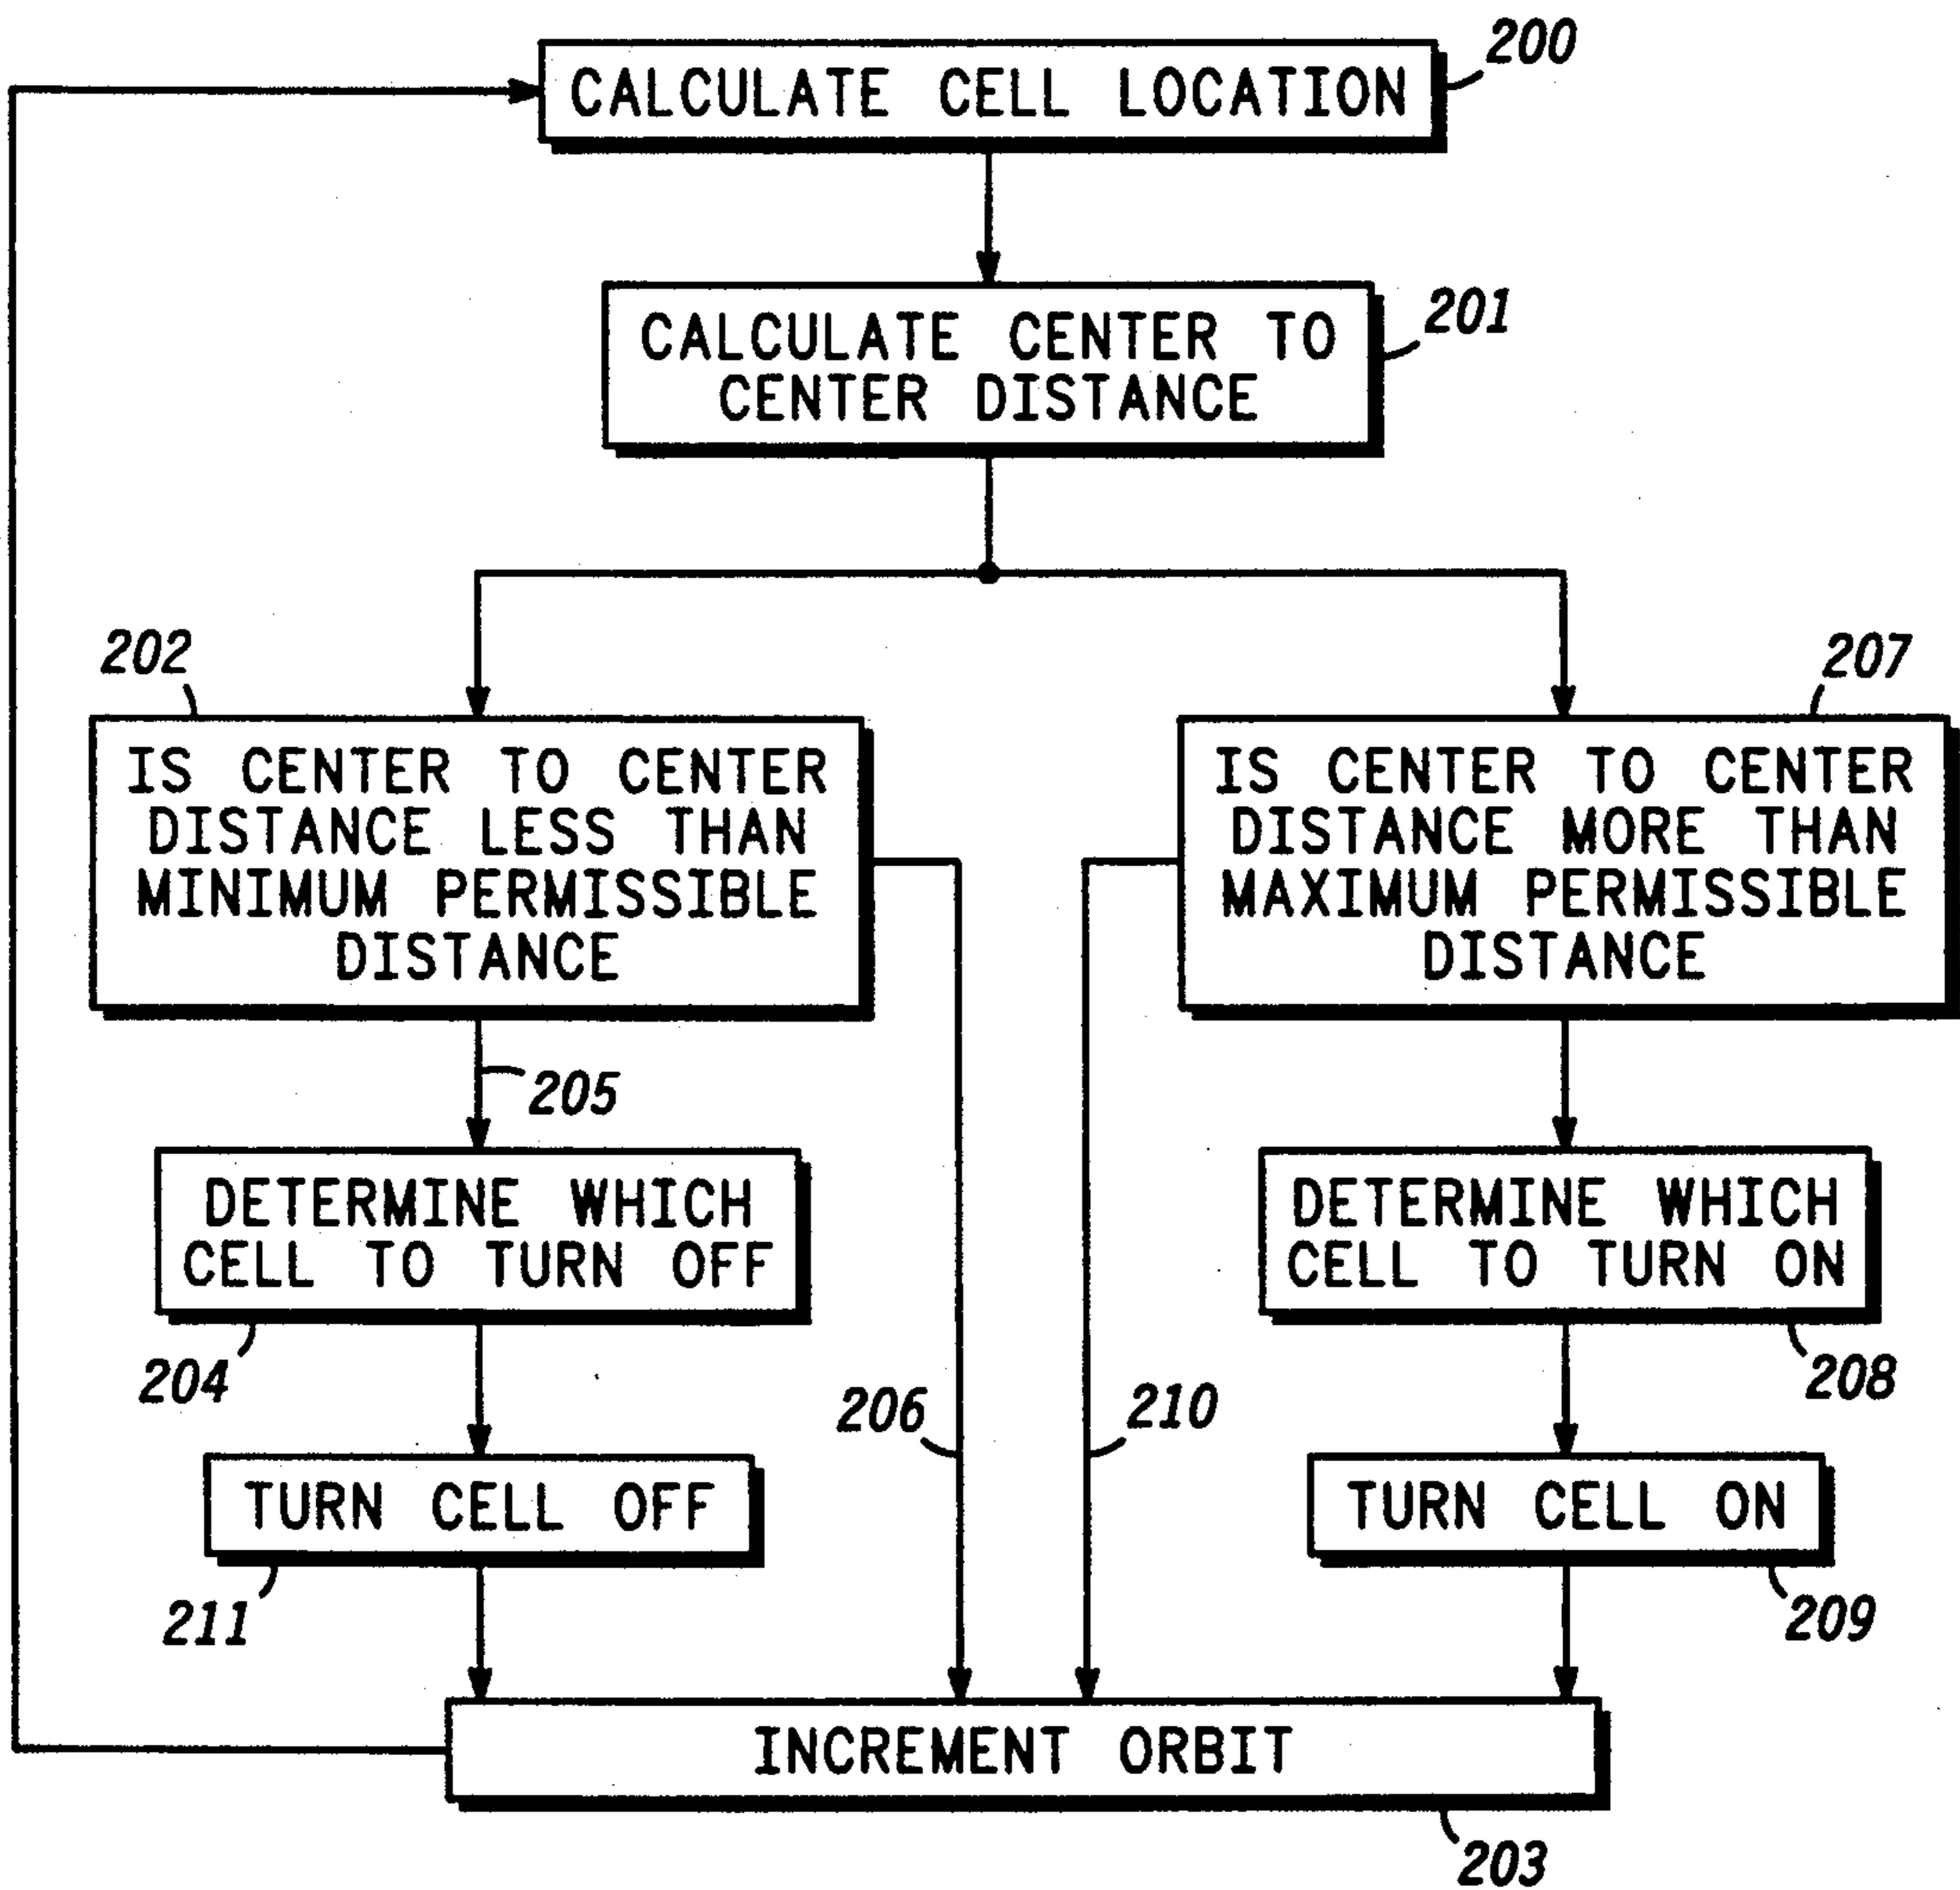 200
CALCULATE CELL LOCATION
201
CALCULATE CENTER TO
CENTER DISTANCE
202
IS CENTER TO CENTER
DISTANCE LESS THAN
MINIMUM PERMISSIBLE
DISTANCE
207
IS CENTER TO CENTER
DISTANCE MORE THAN
MAXIMUM PERMISSIBLE
DISTANCE
205
DETERMINE WHICH
CELL TO TURN OFF
204
DETERMINE WHICH
CELL TO TURN ON
208
206
210
TURN CELL OFF
211
TURN CELL ON
209
INCREMENT ORBIT
203